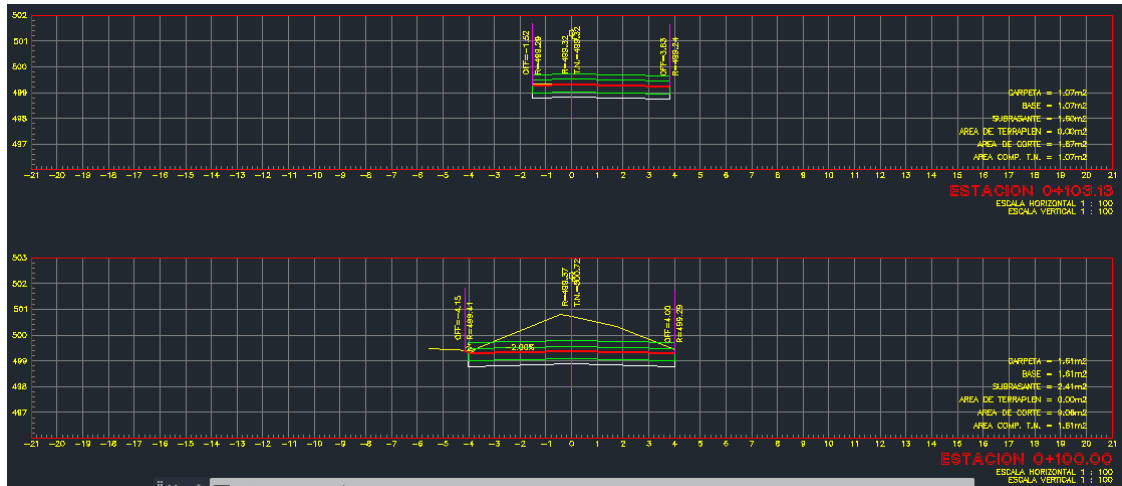 502
501
500
499
498
497
OFF=-1.52
R=499.29
R=499.32
T.N.=499.32
OFF=3.83
R=499.24
CARPETA = 1.07m2
BASE = 1.07m2
SUBRASANTE = 1.60m2
AREA DE TERRAPLEN = 0.00m2
AREA DE CORTE = 1.87m2
AREA COMP. T.N. = 1.07m2
-21 -20 -19 -18 -17 -16 -15 -14 -13 -12 -11 -10 -9 -8 -7 -6 -5 -4 -3 -2 -1 0 1 2 3 4 5 6 7 8 9 10 11 12 13 14 15 16 17 18 19 20 21
ESTACION 0+103.13
ESCALA HORIZONTAL 1 : 100
ESCALA VERTICAL 1 : 100
503
502
501
500
499
498
497
OFF=-4.15
R=499.41
R=499.37
T.N.=500.72
OFF=4.00
R=499.29
-2.00%
CARPETA = 1.61m2
BASE = 1.61m2
SUBRASANTE = 2.41m2
AREA DE TERRAPLEN = 0.00m2
AREA DE CORTE = 9.06m2
AREA COMP. T.N. = 1.61m2
-21 -20 -19 -18 -17 -16 -15 -14 -13 -12 -11 -10 -9 -8 -7 -6 -5 -4 -3 -2 -1 0 1 2 3 4 5 6 7 8 9 10 11 12 13 14 15 16 17 18 19 20 21
ESTACION 0+100.00
ESCALA HORIZONTAL 1 : 100
ESCALA VERTICAL 1 : 100